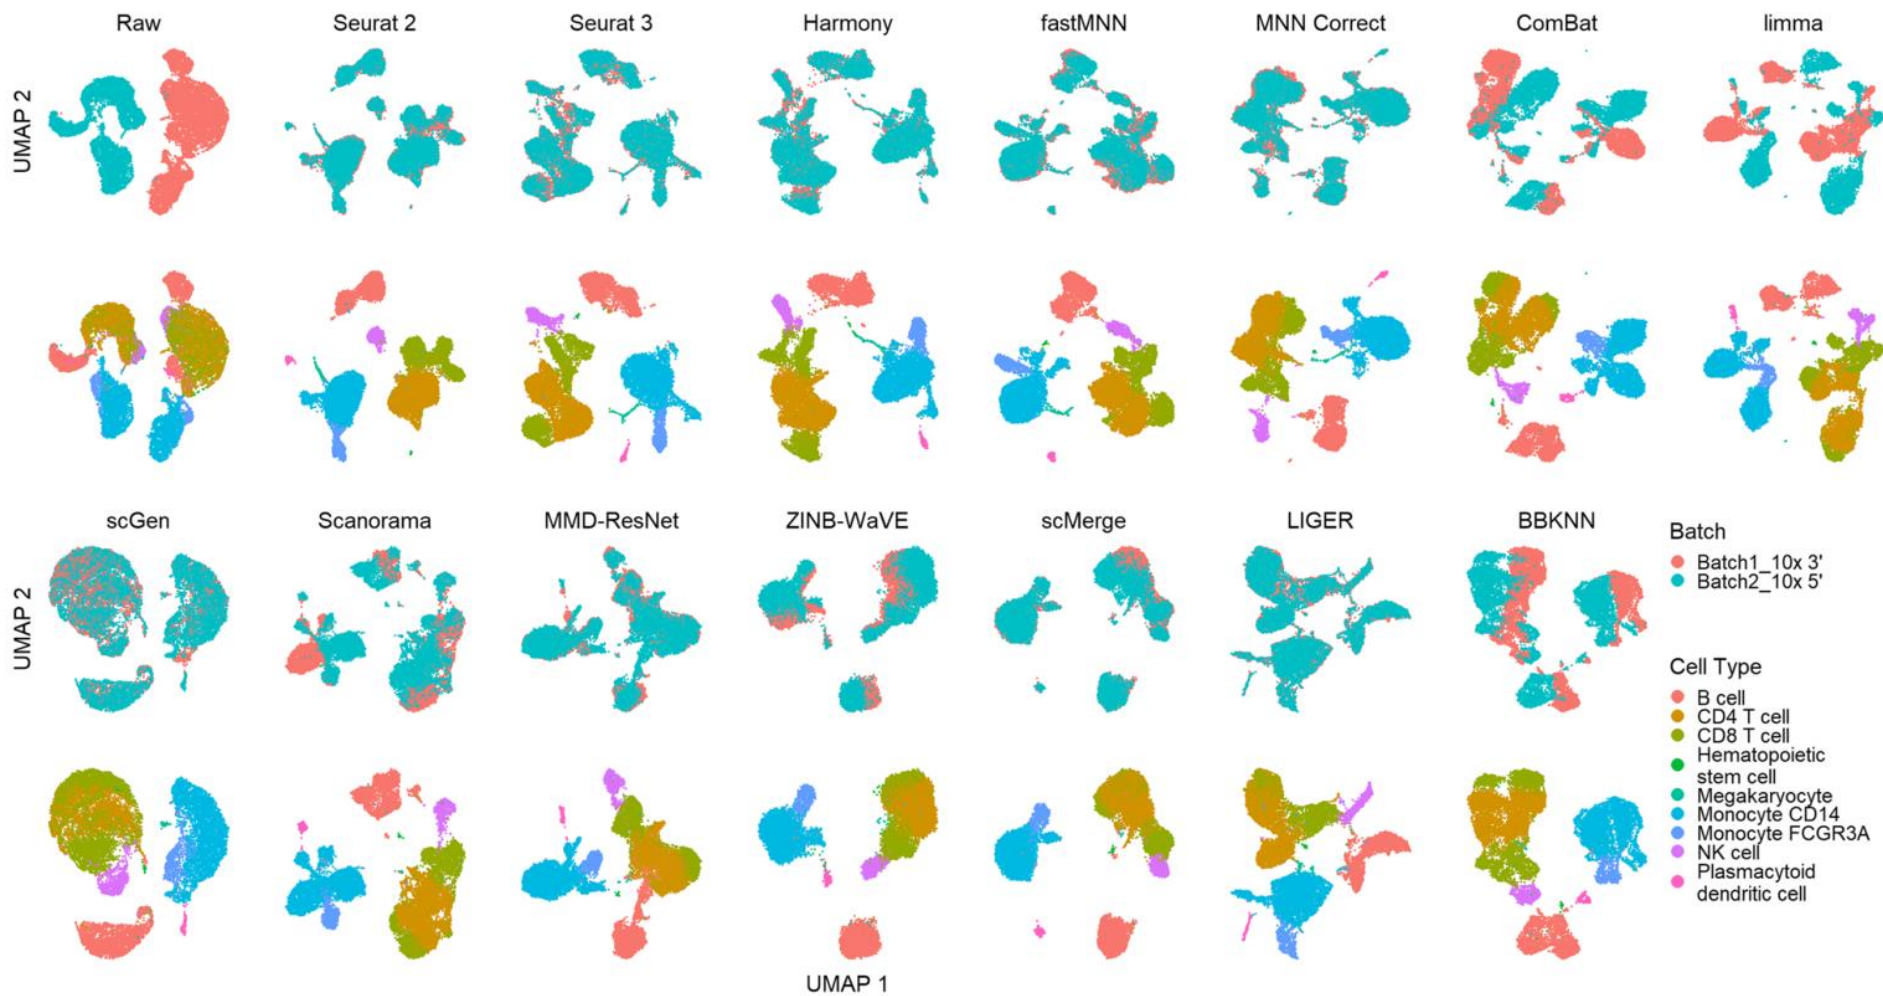 Raw
Seurat 2
Seurat 3
Harmony
fastMNN
MNN Correct
ComBat
limma
UMAP 2
scGen
Scanorama
MMD-ResNet
ZINB-WaVE
scMerge
LIGER
BBKNN
UMAP 2
UMAP 1
Batch
Batch1_10x 3'
Batch2_10x 5'
Cell Type
B cell
CD4 T cell
CD8 T cell
Hematopoietic
stem cell
Megakaryocyte
Monocyte CD14
Monocyte FCGR3A
NK cell
Plasmacytoid
dendritic cell